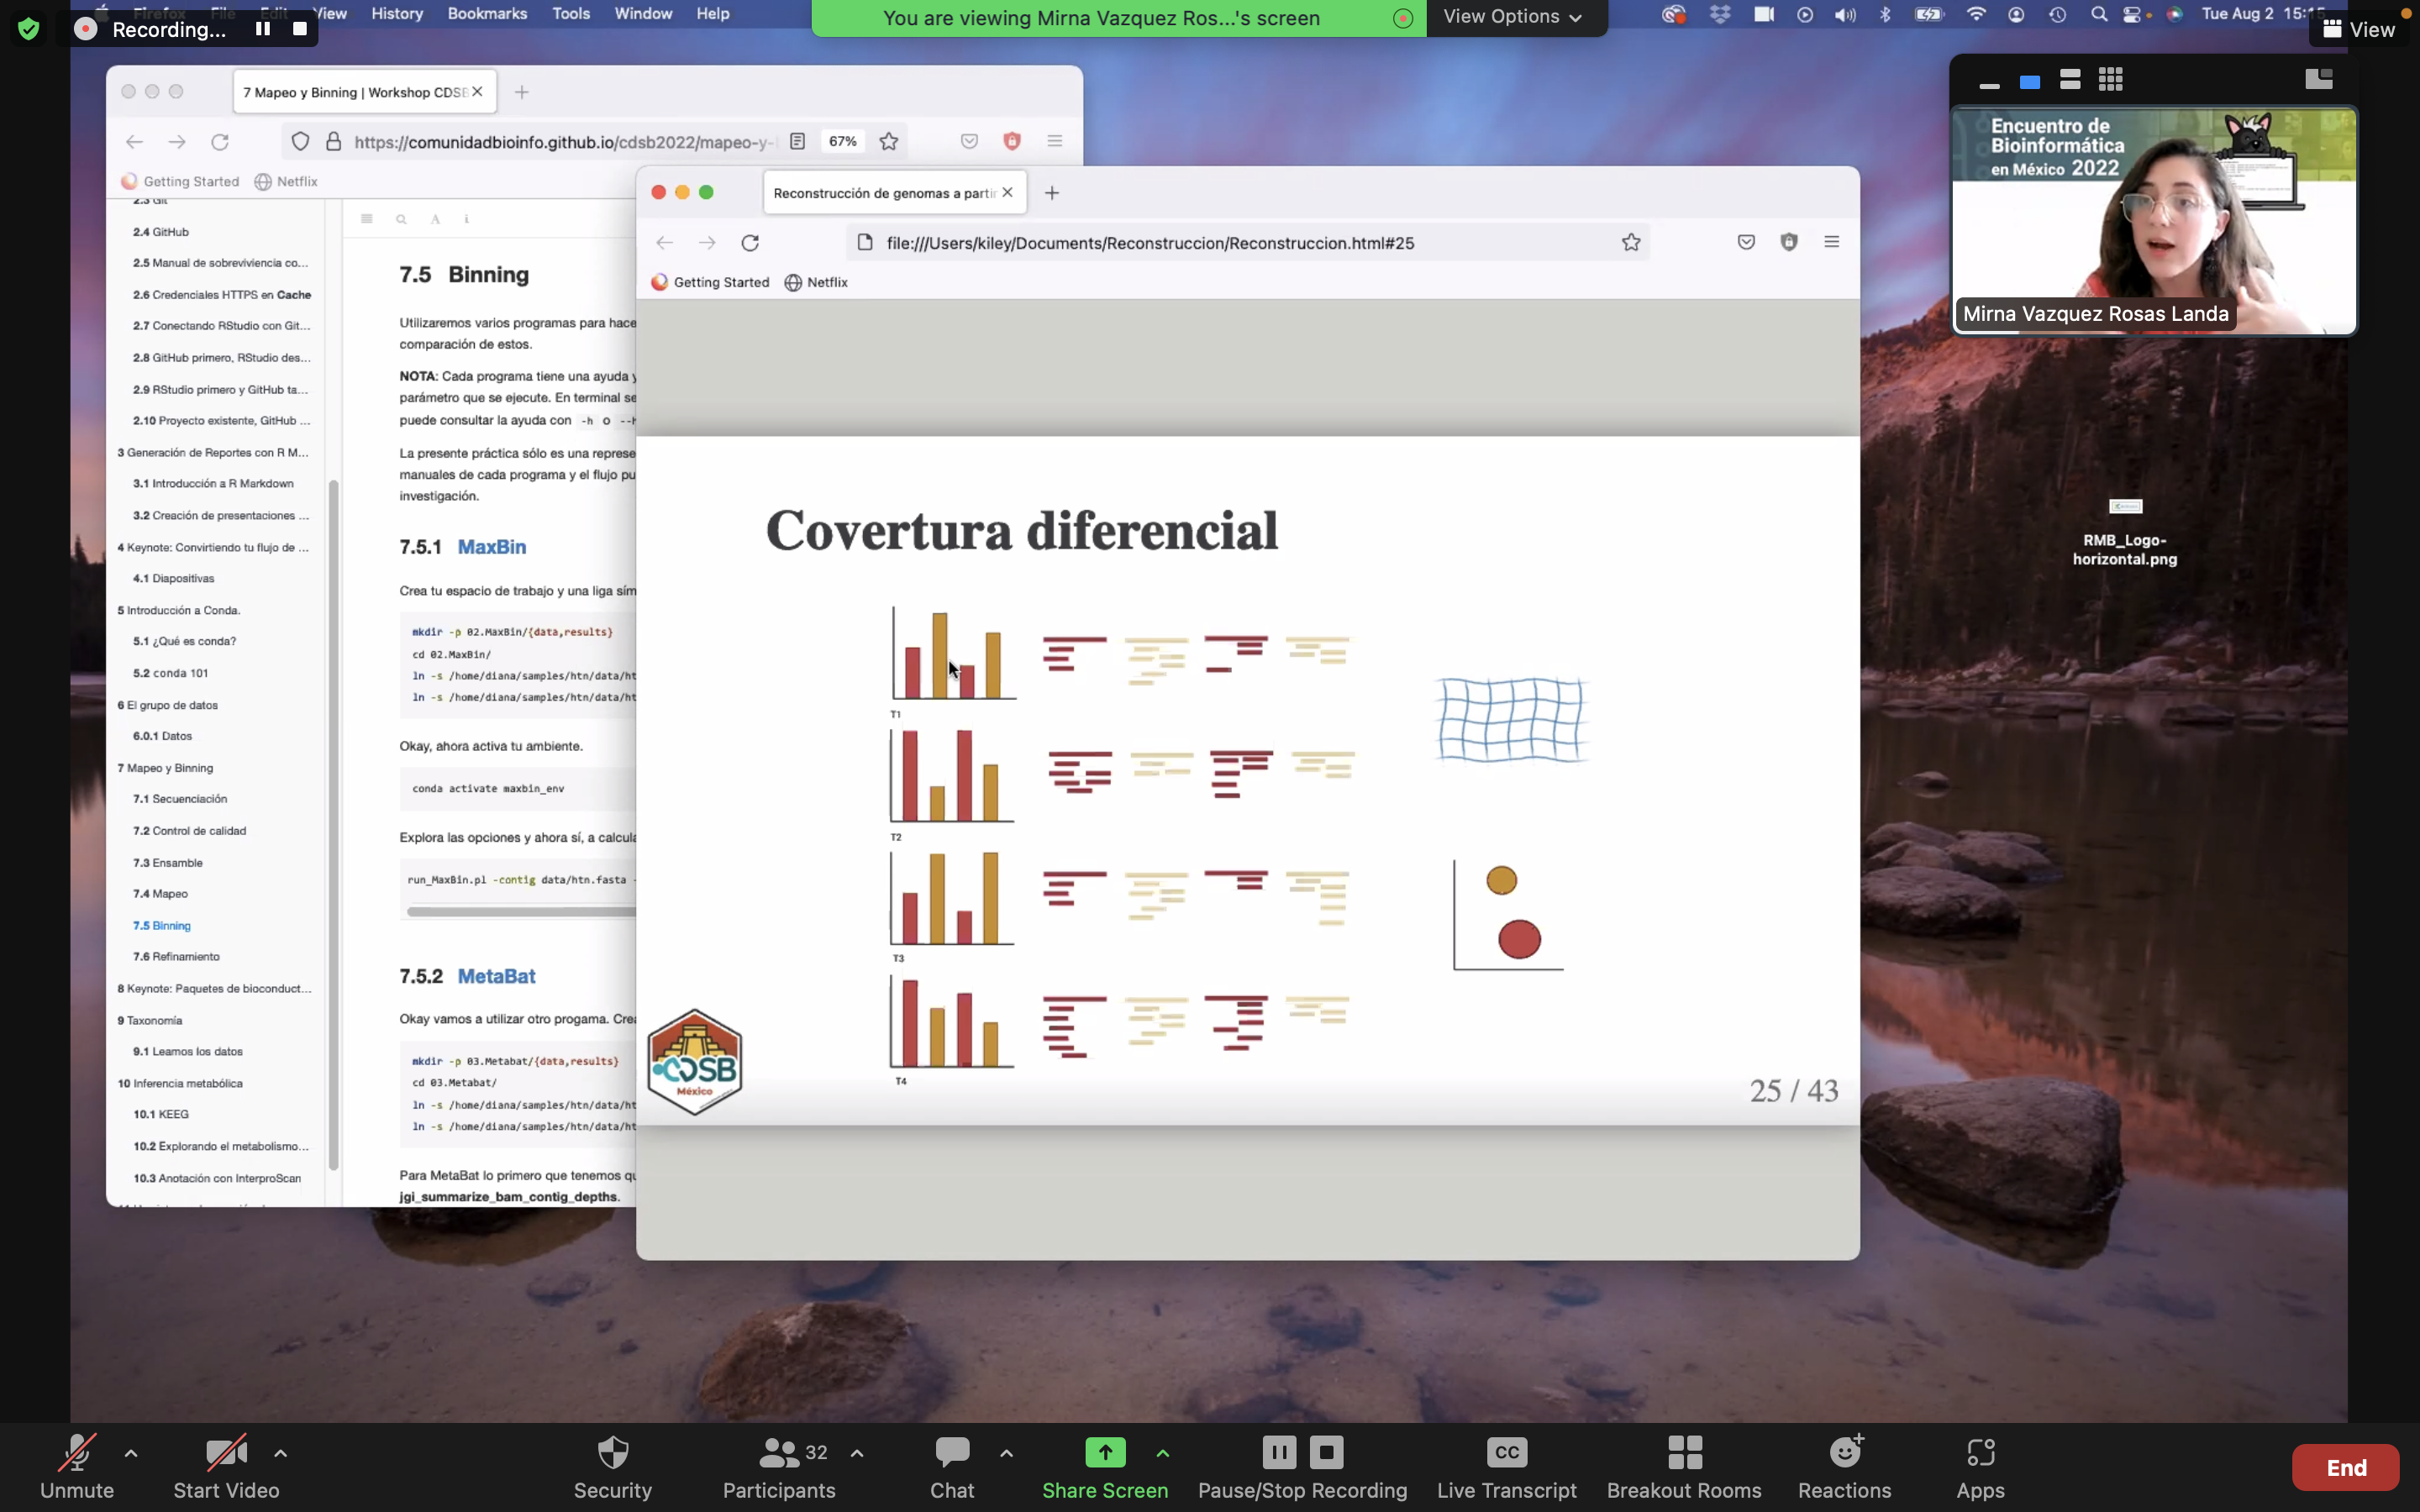 Firefox File Edit View History Bookmarks Tools Window Help
Recording...
You are viewing Mirna Vazquez Ros...'s screen
View Options
Tue Aug 2 15:15
View
7 Mapeo y Binning | Workshop CDSB
https://comunidadbioinfo.github.io/cdsb2022/mapeo-y-
67%
Getting Started Netflix
2.3 Git
2.4 GitHub
2.5 Manual de sobreviviencia co...
2.6 Credenciales HTTPS en Cache
2.7 Conectando RStudio con Git...
2.8 GitHub primero, RStudio des...
2.9 RStudio primero y GitHub ta...
2.10 Proyecto existente, GitHub ...
3 Generación de Reportes con R M...
3.1 Introducción a R Markdown
3.2 Creación de presentaciones ...
4 Keynote: Convirtiendo tu flujo de ...
4.1 Diapositivas
5 Introducción a Conda.
5.1 ¿Qué es conda?
5.2 conda 101
6 El grupo de datos
6.0.1 Datos
7 Mapeo y Binning
7.1 Secuenciación
7.2 Control de calidad
7.3 Ensamble
7.4 Mapeo
7.5 Binning
7.6 Refinamiento
8 Keynote: Paquetes de bioconduct...
9 Taxonomía
9.1 Leamos los datos
10 Inferencia metabólica
10.1 KEEG
10.2 Explorando el metabolismo...
10.3 Anotación con InterproScan
7.5 Binning
Utilizaremos varios programas para hace
comparación de estos.
NOTA: Cada programa tiene una ayuda y
parámetro que se ejecute. En terminal se
puede consultar la ayuda con -h o --h
La presente práctica sólo es una represe
manuales de cada programa y el flujo pu
investigación.
7.5.1 MaxBin
Crea tu espacio de trabajo y una liga sím
mkdir -p 02.MaxBin/{data,results}
cd 02.MaxBin/
ln -s /home/diana/samples/htn/data/ht
ln -s /home/diana/samples/htn/data/ht
Okay, ahora activa tu ambiente.
conda activate maxbin_env
Explora las opciones y ahora sí, a calcula
run_MaxBin.pl -contig data/htn.fasta -
7.5.2 MetaBat
Okay vamos a utilizar otro progama. Crea
mkdir -p 03.Metabat/{data,results}
cd 03.Metabat/
ln -s /home/diana/samples/htn/data/ht
ln -s /home/diana/samples/htn/data/ht
Para MetaBat lo primero que tenemos qu
jgi_summarize_bam_contig_depths.
Reconstrucción de genomas a partir
file:///Users/kiley/Documents/Reconstruccion/Reconstruccion.html#25
Getting Started Netflix
Covertura diferencial
T1
T2
T3
T4
CDSB
México
25 / 43
Encuentro de
Bioinformática
en México 2022
Mirna Vazquez Rosas Landa
RMB_Logo-
horizontal.png
Unmute
Start Video
Security
32
Participants
Chat
Share Screen
Pause/Stop Recording
CC
Live Transcript
Breakout Rooms
Reactions
Apps
End